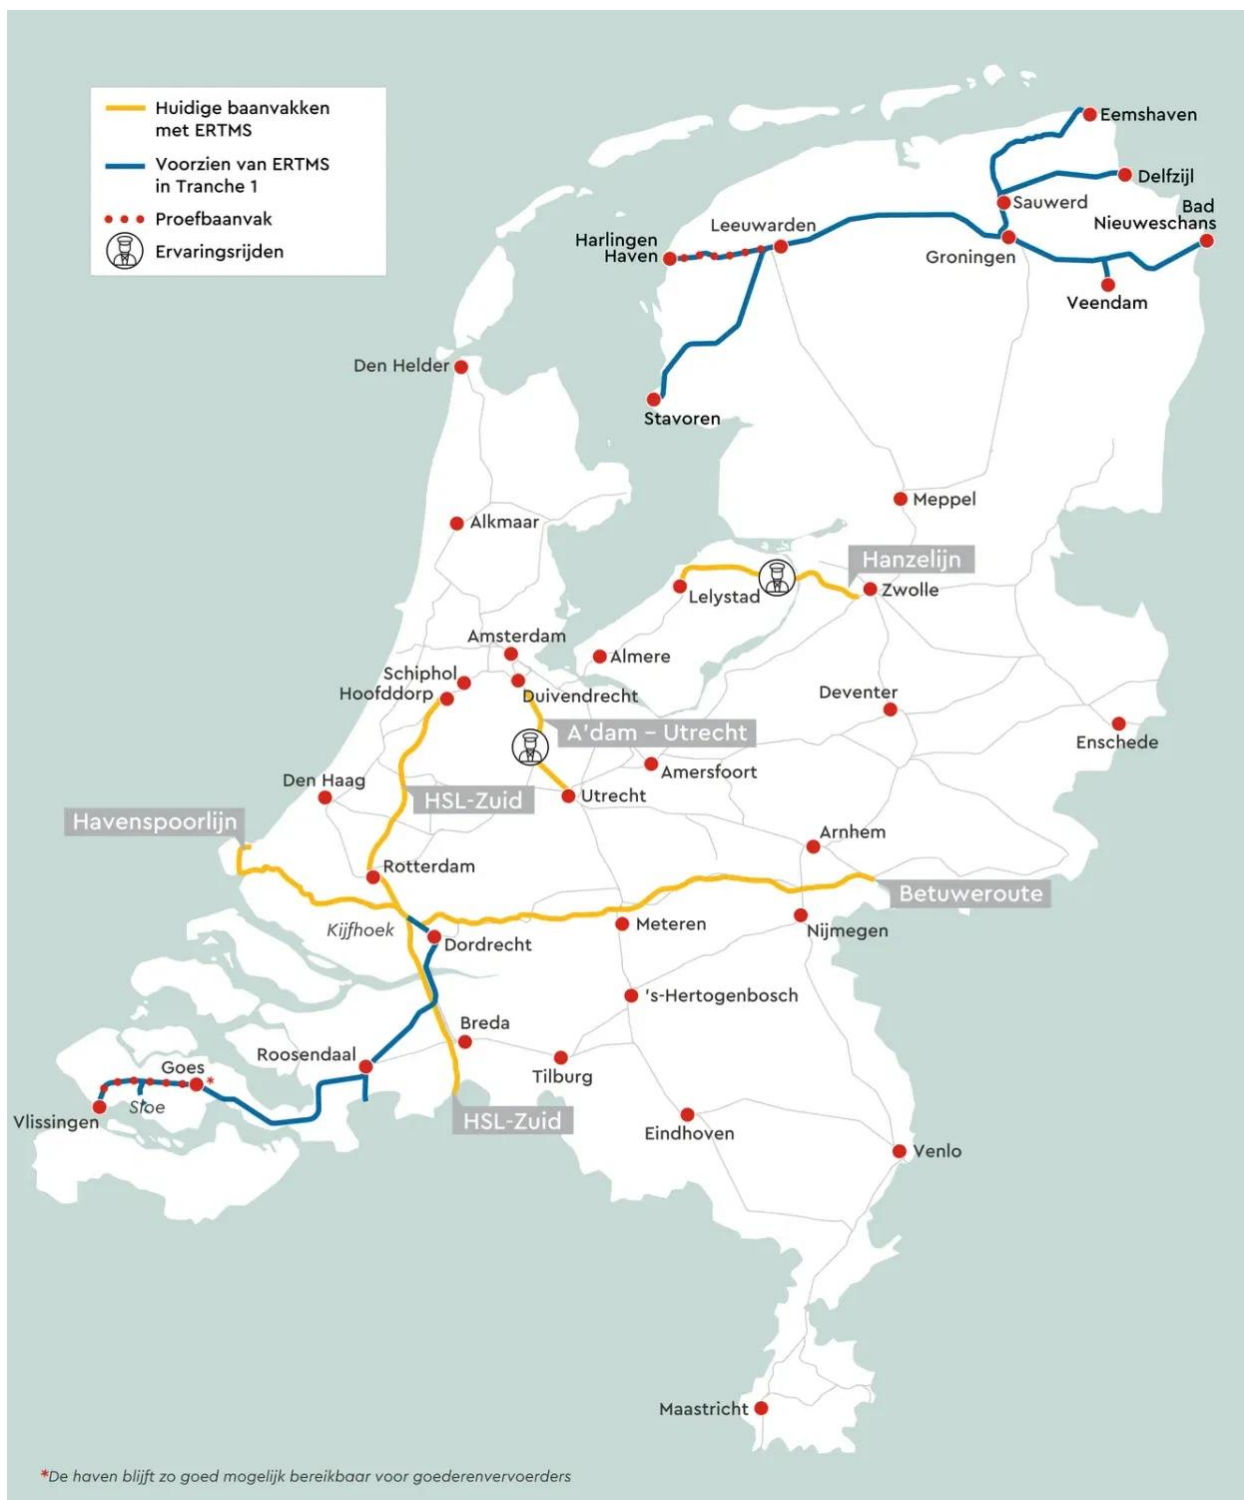 Huidige baanvakken
met ERTMS
Voorzien van ERTMS
in Tranche 1
Proefbaanvak
Ervaringsrijden
Eemshaven
Delfzijl
Sauwerd
Bad
Nieuweschans
Leeuwarden
Harlingen
Haven
Groningen
Veendam
Den Helder
Stavoren
Meppel
Alkmaar
Hanzelijn
Lelystad
Zwolle
Amsterdam
Almere
Schiphol
Hoofddorp
Duivendrecht
Deventer
A'dam – Utrecht
Enschede
Amersfoort
Den Haag
HSL-Zuid
Utrecht
Havenspoorlijn
Arnhem
Rotterdam
Betuweroute
Kijfhoek
Meteren
Nijmegen
Dordrecht
's-Hertogenbosch
Breda
Roosendaal
Goes*
Tilburg
Sloe
Vlissingen
HSL-Zuid
Eindhoven
Venlo
Maastricht
*De haven blijft zo goed mogelijk bereikbaar voor goederenvervoerders